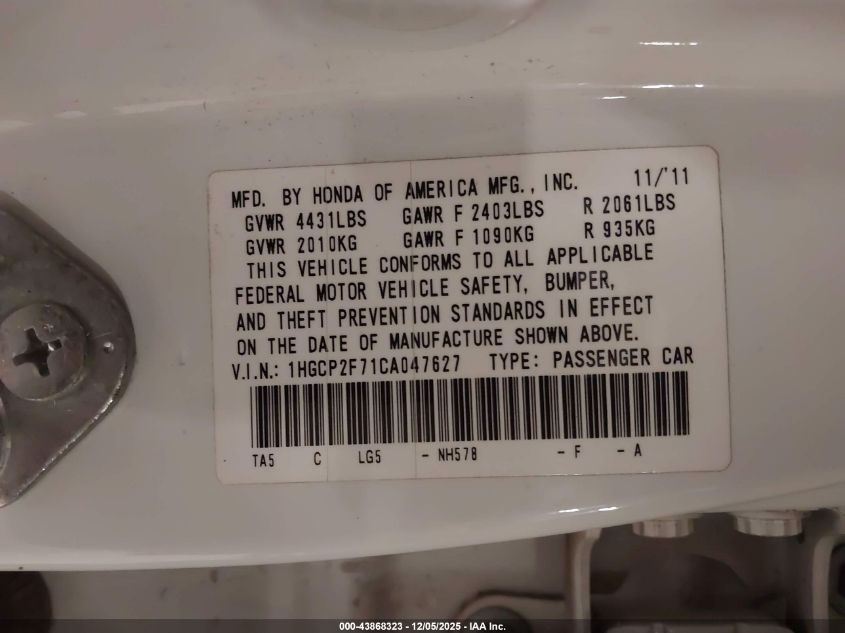 MFD. BY HONDA OF AMERICA MFG., INC. 11/'11
GVWR 4431LBS GAWR F 2403LBS R 2061LBS
GVWR 2010KG GAWR F 1090KG R 935KG
THIS VEHICLE CONFORMS TO ALL APPLICABLE
FEDERAL MOTOR VEHICLE SAFETY, BUMPER,
AND THEFT PREVENTION STANDARDS IN EFFECT
ON THE DATE OF MANUFACTURE SHOWN ABOVE.
V.I.N.: 1HGCP2F71CA047627 TYPE: PASSENGER CAR
TA5 C LG5 - NH578 - F - A
000-43868323 • 12/05/2025 - IAA Inc.